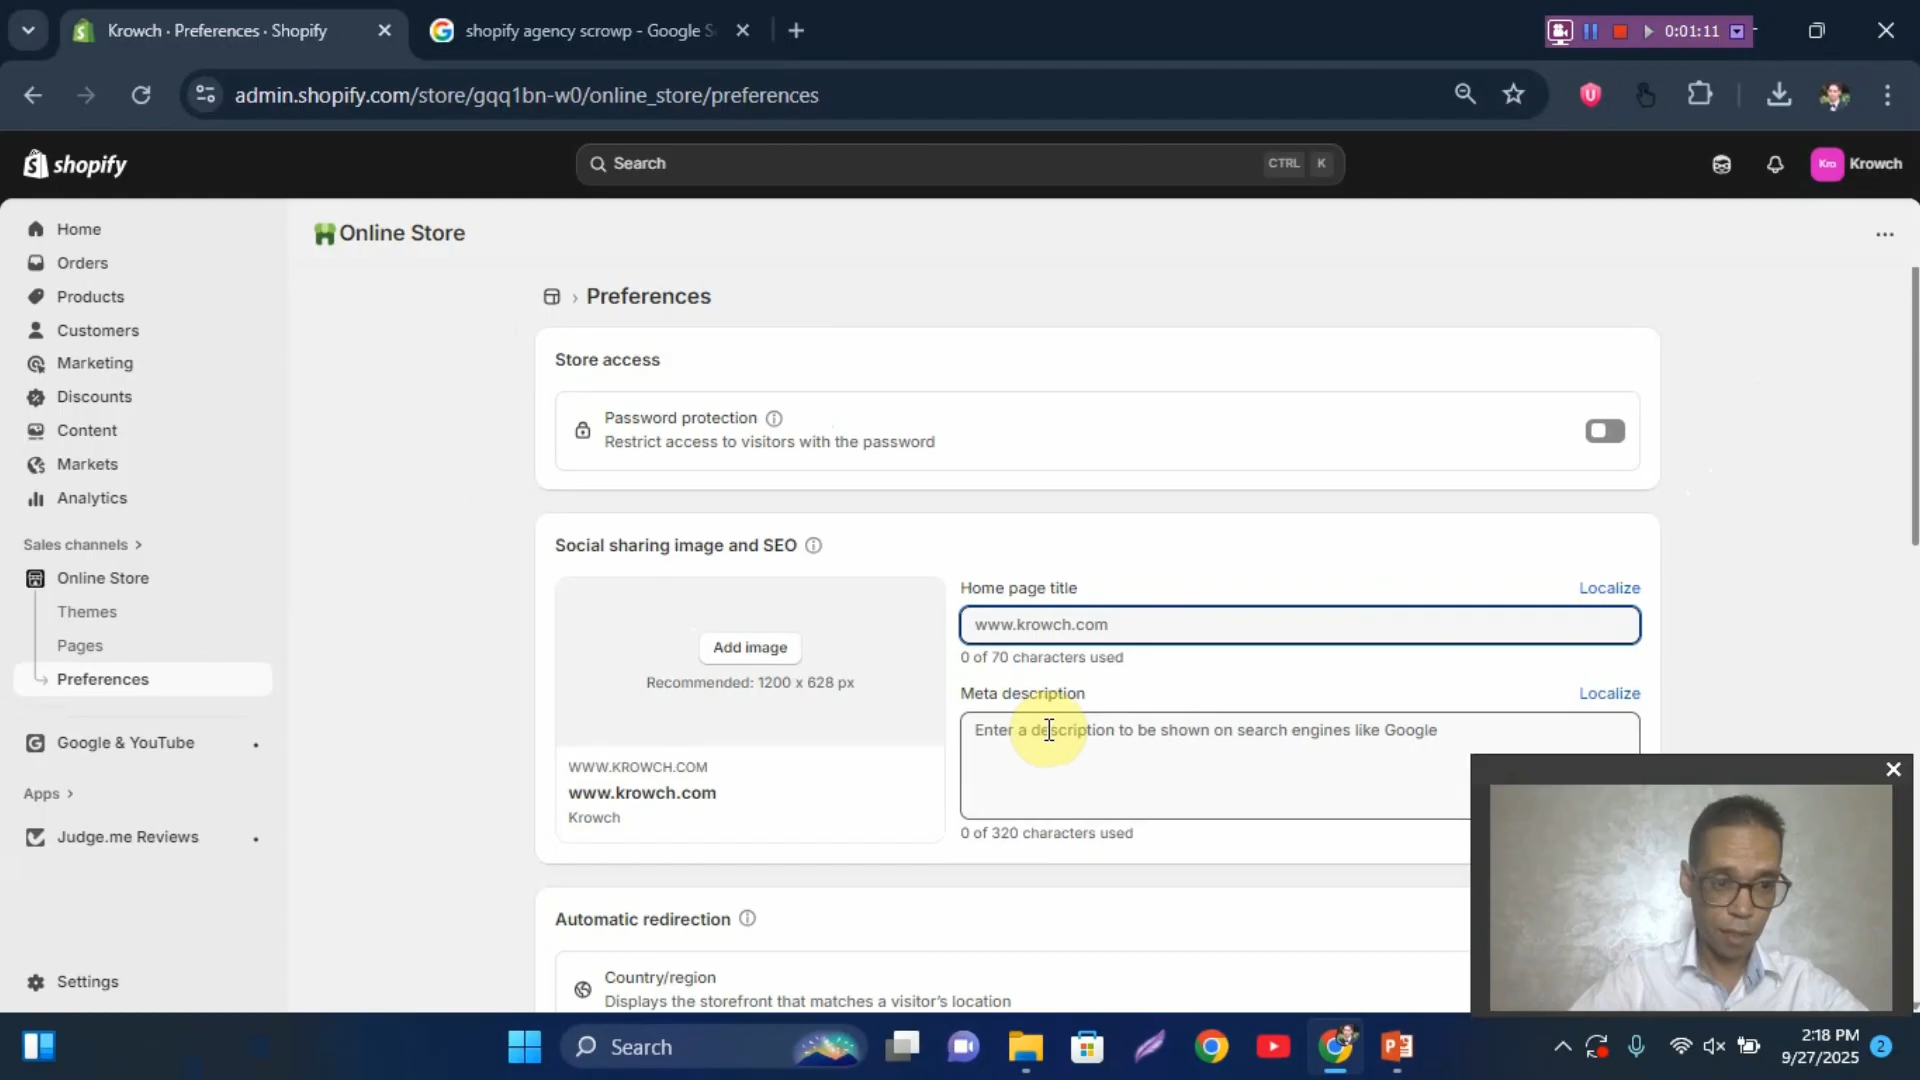 Krowch · Preferences · Shopify
shopify agency scrowp - Google S
0:01:11
admin.shopify.com/store/gqq1bn-w0/online_store/preferences
shopify
Search
CTRL K
Kro
Krowch
Home
Orders
Products
Customers
Marketing
Discounts
Content
Markets
Analytics
Sales channels >
Online Store
Themes
Pages
Preferences
Google & YouTube
Apps >
Judge.me Reviews
Settings
Online Store
Preferences
Store access
Password protection
Restrict access to visitors with the password
Social sharing image and SEO
Add image
Recommended: 1200 x 628 px
WWW.KROWCH.COM
www.krowch.com
Krowch
Home page title
Localize
www.krowch.com
0 of 70 characters used
Meta description
Localize
Enter a description to be shown on search engines like Google
0 of 320 characters used
Automatic redirection
Country/region
Displays the storefront that matches a visitor's location
Search
2:18 PM
9/27/2025
2